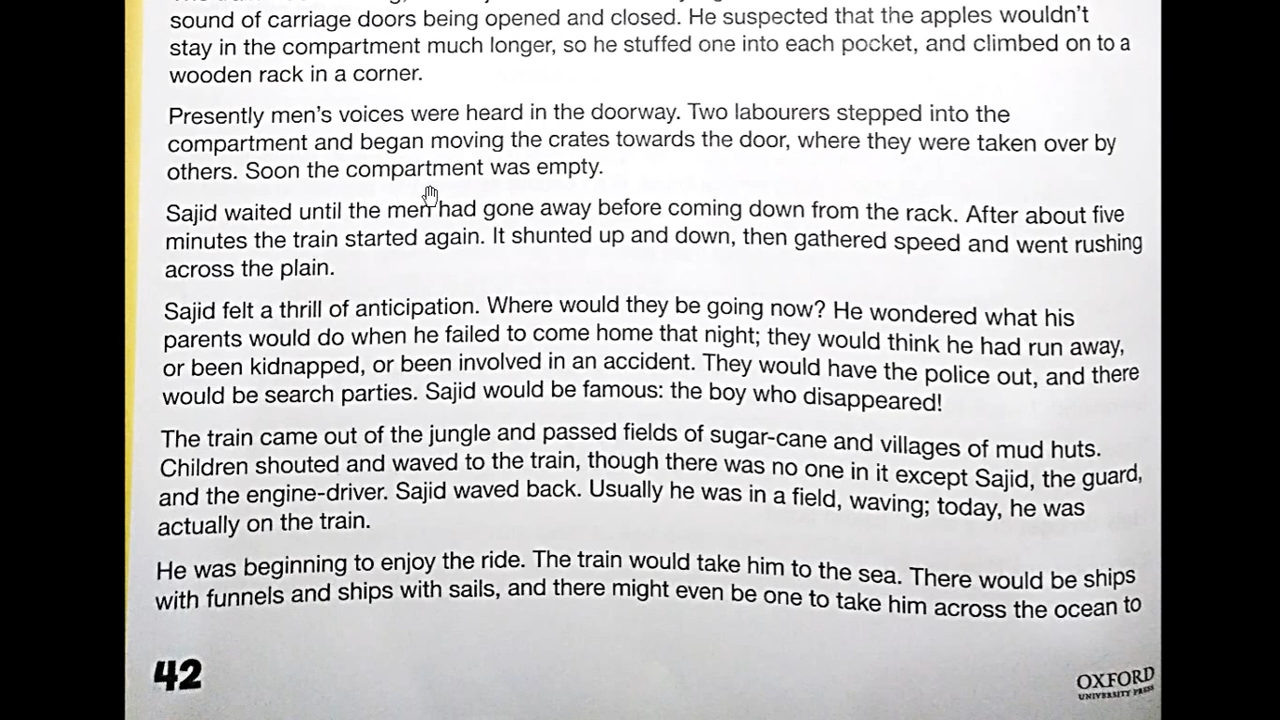 sound of carriage doors being opened and closed. He suspected that the apples wouldn't
stay in the compartment much longer, so he stuffed one into each pocket, and climbed on to a
wooden rack in a corner.
Presently men's voices were heard in the doorway. Two labourers stepped into the
compartment and began moving the crates towards the door, where they were taken over by
others. Soon the compartment was empty.
Sajid waited until the men had gone away before coming down from the rack. After about five
minutes the train started again. It shunted up and down, then gathered speed and went rushing
across the plain.
Sajid felt a thrill of anticipation. Where would they be going now? He wondered what his
parents would do when he failed to come home that night; they would think he had run away,
or been kidnapped, or been involved in an accident. They would have the police out, and there
would be search parties. Sajid would be famous: the boy who disappeared!
The train came out of the jungle and passed fields of sugar-cane and villages of mud huts.
Children shouted and waved to the train, though there was no one in it except Sajid, the guard,
and the engine-driver. Sajid waved back. Usually he was in a field, waving; today, he was
actually on the train.
He was beginning to enjoy the ride. The train would take him to the sea. There would be ships
with funnels and ships with sails, and there might even be one to take him across the ocean to
42
OXFORD
UNIVERSITY PRESS